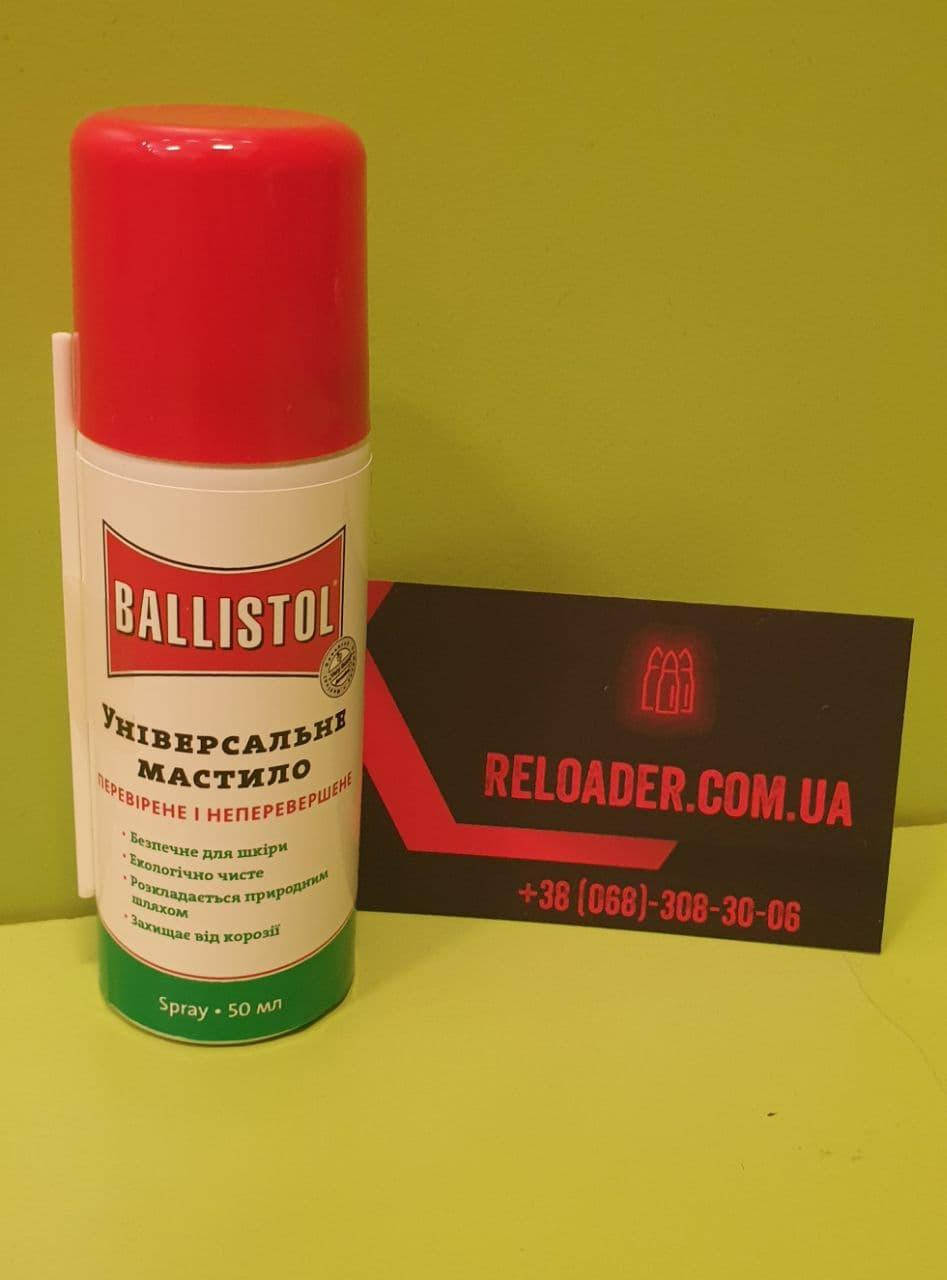 BALLISTOL
УНІВЕРСАЛЬНЕ
МАСТИЛО
ПЕРЕВІРЕНЕ І НЕПЕРЕВЕРШЕНЕ
• Безпечне для шкіри
• Екологічно чисте
• Розкладається природним
шляхом
• Захищає від корозії
Spray • 50 мл
RELOADER.COM.UA
+38 (068)-308-30-06